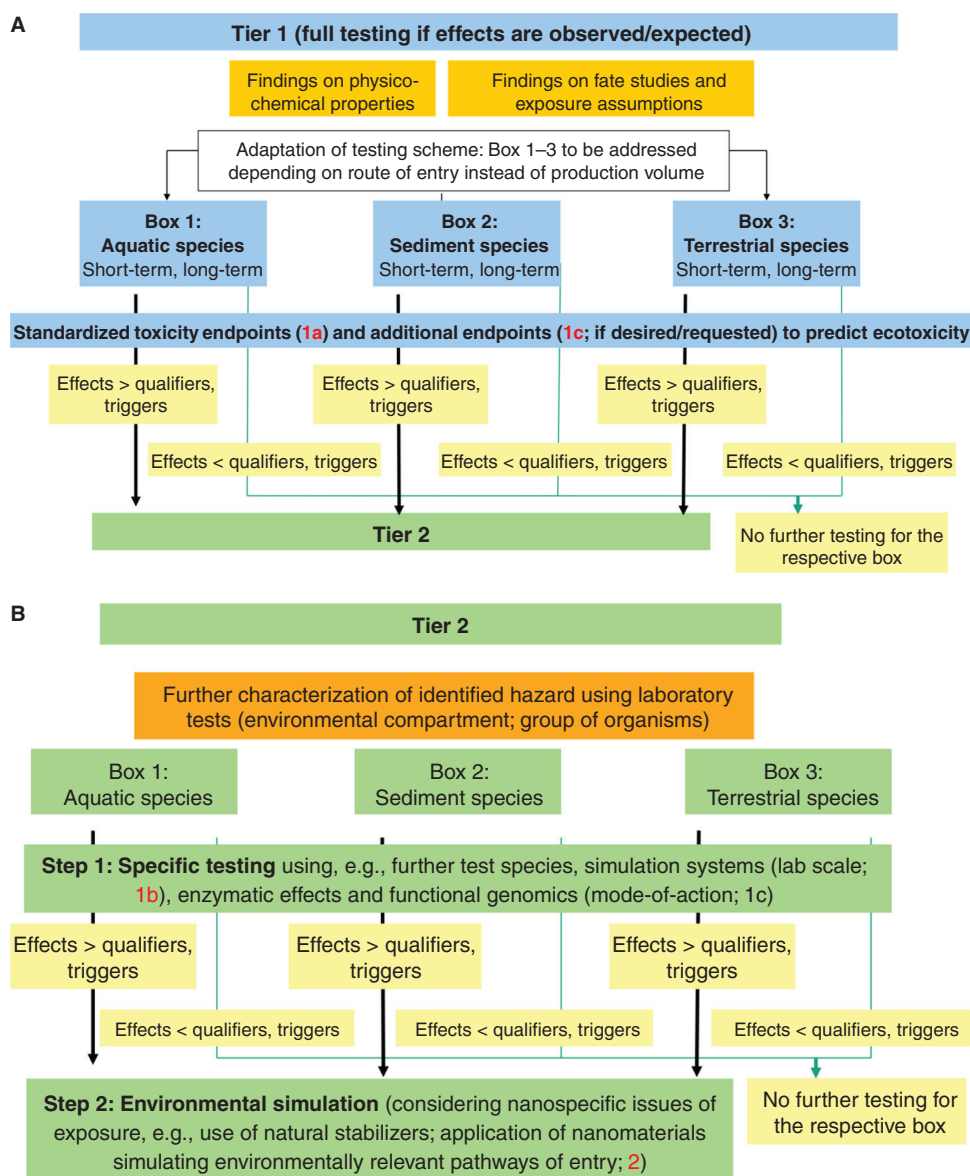 A
Tier 1 (full testing if effects are observed/expected)
Findings on physico-
chemical properties
Findings on fate studies and
exposure assumptions
Adaptation of testing scheme: Box 1–3 to be addressed
depending on route of entry instead of production volume
Box 1:
Aquatic species
Short-term, long-term
Box 2:
Sediment species
Short-term, long-term
Box 3:
Terrestrial species
Short-term, long-term
Standardized toxicity endpoints (1a) and additional endpoints (1c; if desired/requested) to predict ecotoxicity
Effects > qualifiers,
triggers
Effects > qualifiers,
triggers
Effects > qualifiers,
triggers
Effects < qualifiers, triggers
Effects < qualifiers, triggers
Effects < qualifiers, triggers
Tier 2
No further testing for the
respective box
B
Tier 2
Further characterization of identified hazard using laboratory
tests (environmental compartment; group of organisms)
Box 1:
Aquatic species
Box 2:
Sediment species
Box 3:
Terrestrial species
Step 1: Specific testing using, e.g., further test species, simulation systems (lab scale;
1b), enzymatic effects and functional genomics (mode-of-action; 1c)
Effects > qualifiers,
triggers
Effects > qualifiers,
triggers
Effects > qualifiers,
triggers
Effects < qualifiers, triggers
Effects < qualifiers, triggers
Effects < qualifiers, triggers
Step 2: Environmental simulation (considering nanospecific issues of
exposure, e.g., use of natural stabilizers; application of nanomaterials
simulating environmentally relevant pathways of entry; 2)
No further testing for
the respective box